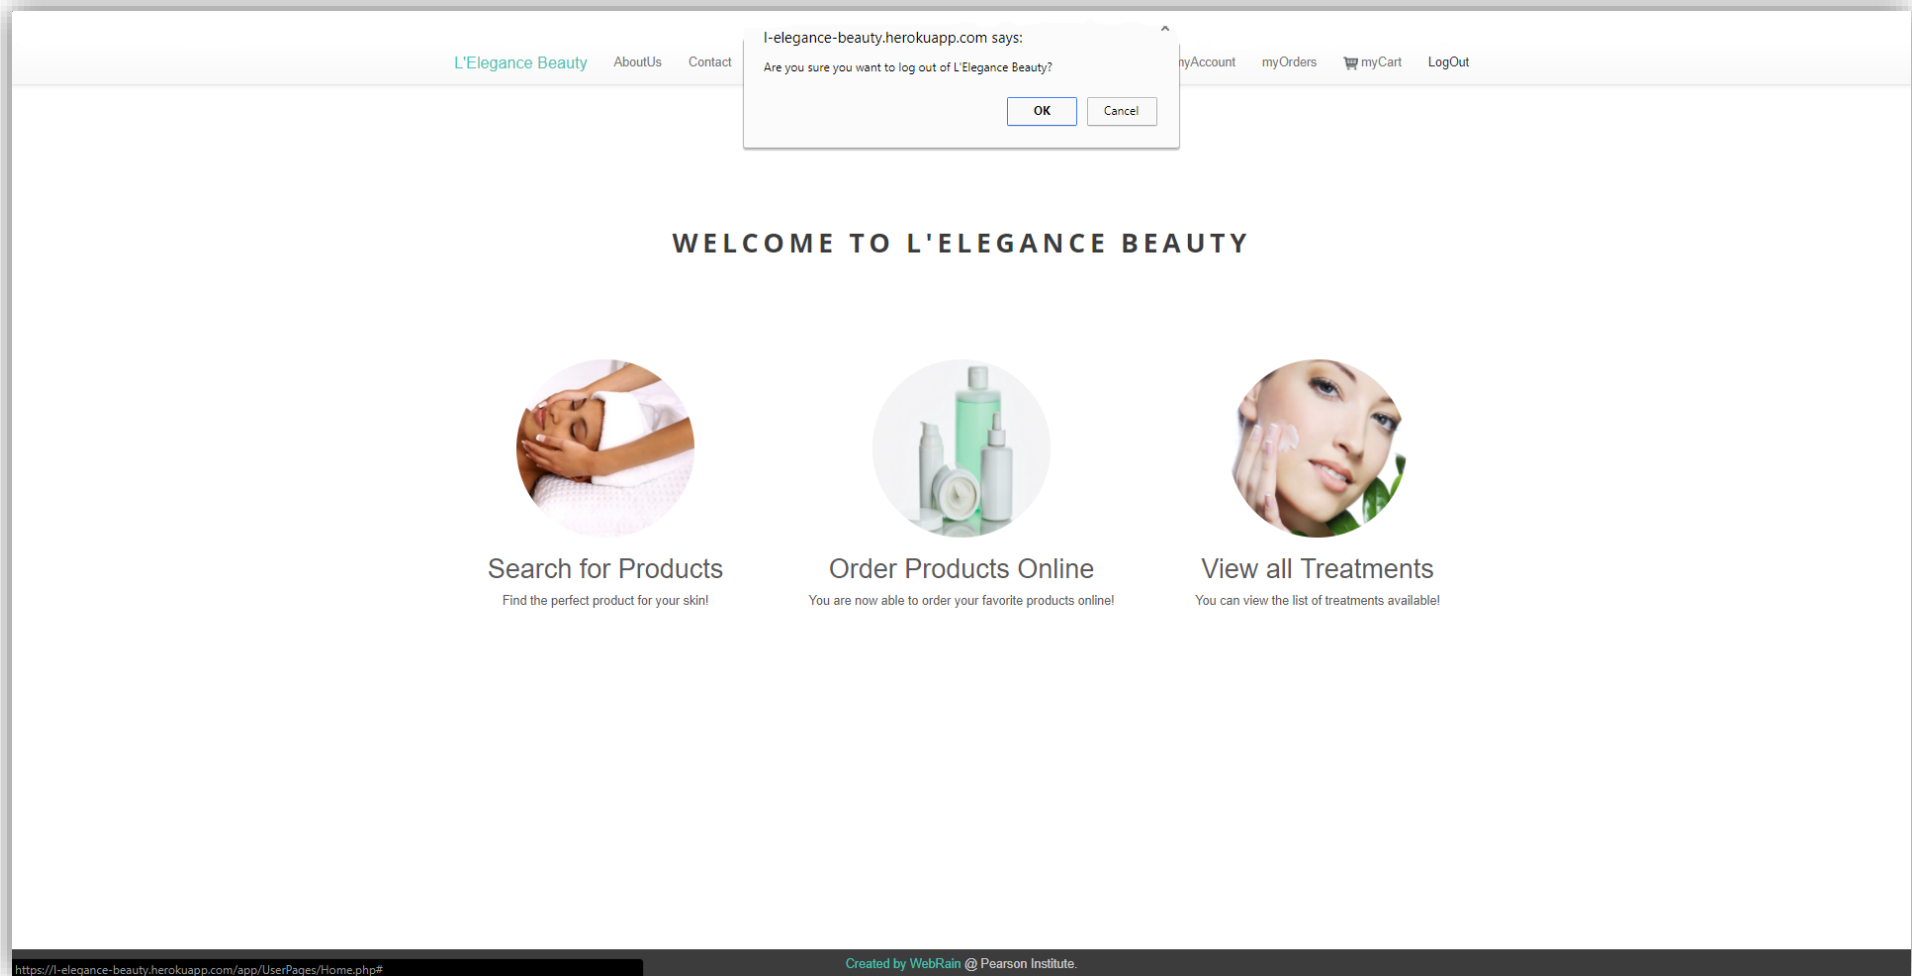 l-elegance-beauty.herokuapp.com says:
Are you sure you want to log out of L'Elegance Beauty?
OK Cancel
L'Elegance Beauty AboutUs Contact myAccount myOrders myCart LogOut
WELCOME TO L'ELEGANCE BEAUTY
Search for Products
Find the perfect product for your skin!
Order Products Online
You are now able to order your favorite products online!
View all Treatments
You can view the list of treatments available!
Created by WebRain @ Pearson Institute.
https://l-elegance-beauty.herokuapp.com/app/UserPages/Home.php#